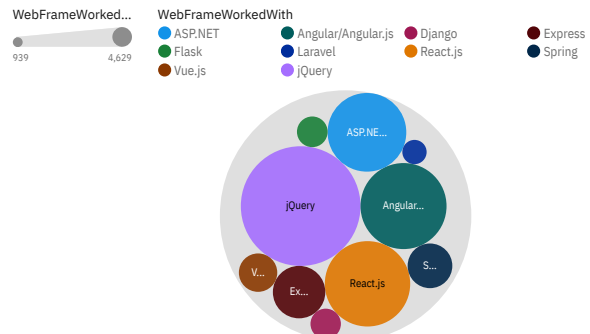 WebFrameWorked... WebFrameWorkedWith
ASP.NET Angular/Angular.js Django Express
Flask Laravel React.js Spring
939 4,629
Vue.js jQuery
ASP.NE...
jQuery Angular...
V... S...
Ex... React.js